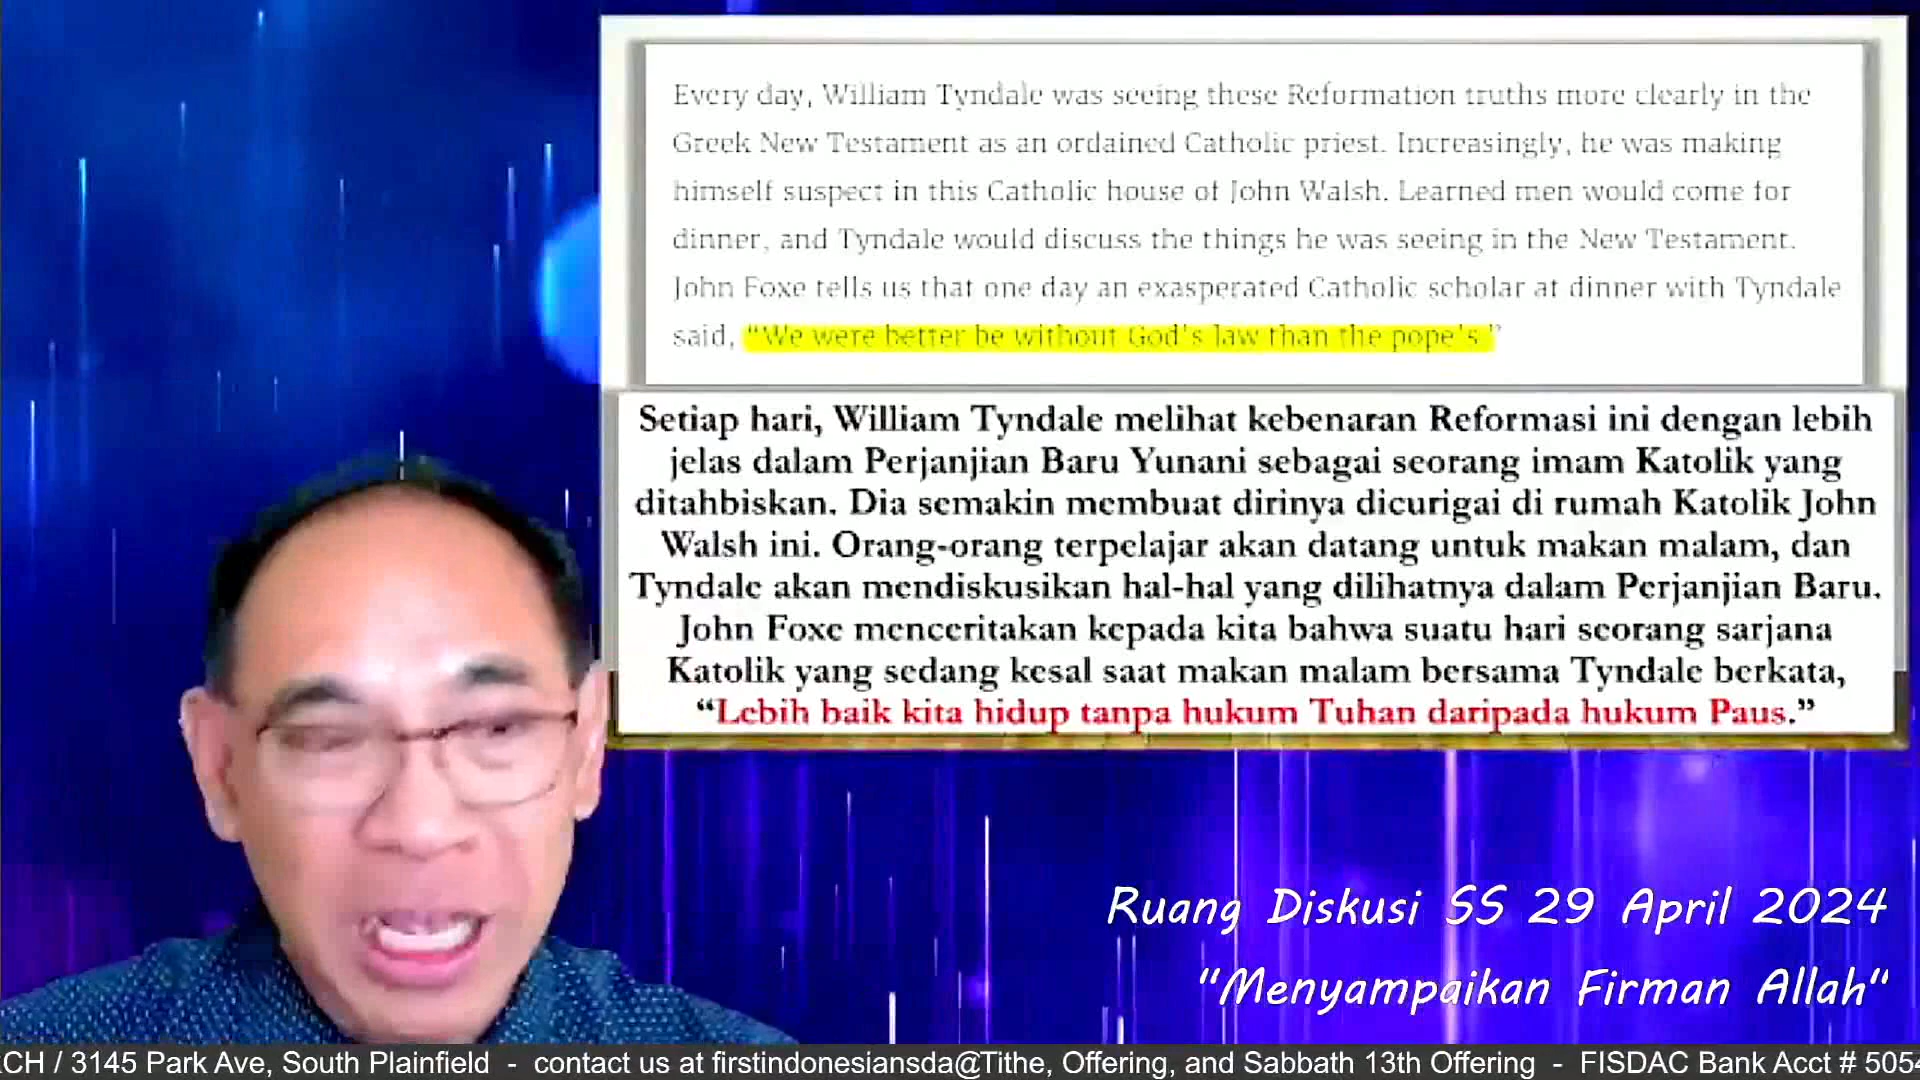 Every day, William Tyndale was seeing these Reformation truths more clearly in the
Greek New Testament as an ordained Catholic priest. Increasingly, he was making
himself suspect in this Catholic house of John Walsh. Learned men would come for
dinner, and Tyndale would discuss the things he was seeing in the New Testament.
John Foxe tells us that one day an exasperated Catholic scholar at dinner with Tyndale
said, “We were better be without God's law than the pope's.”
Setiap hari, William Tyndale melihat kebenaran Reformasi ini dengan lebih
jelas dalam Perjanjian Baru Yunani sebagai seorang imam Katolik yang
ditahbiskan. Dia semakin membuat dirinya dicurigai di rumah Katolik John
Walsh ini. Orang-orang terpelajar akan datang untuk makan malam, dan
Tyndale akan mendiskusikan hal-hal yang dilihatnya dalam Perjanjian Baru.
John Foxe menceritakan kepada kita bahwa suatu hari seorang sarjana
Katolik yang sedang kesal saat makan malam bersama Tyndale berkata,
“Lebih baik kita hidup tanpa hukum Tuhan daripada hukum Paus.”
Ruang Diskusi SS 29 April 2024
“Menyampaikan Firman Allah“
CH / 3145 Park Ave, South Plainfield - contact us at firstindonesiansda@Tithe, Offering, and Sabbath 13th Offering - FISDAC Bank Acct # 505